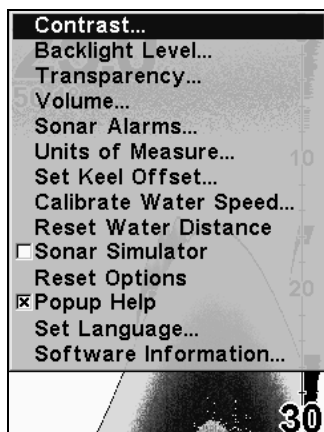 Contrast...
Backlight Level...
Transparency...
Volume...
Sonar Alarms...
Units of Measure...
Set Keel Offset...
Calibrate Water Speed...
10
Reset Water Distance
Sonar Simulator
Reset Options
20
Popup Help
Set Language...
Software Information...
30